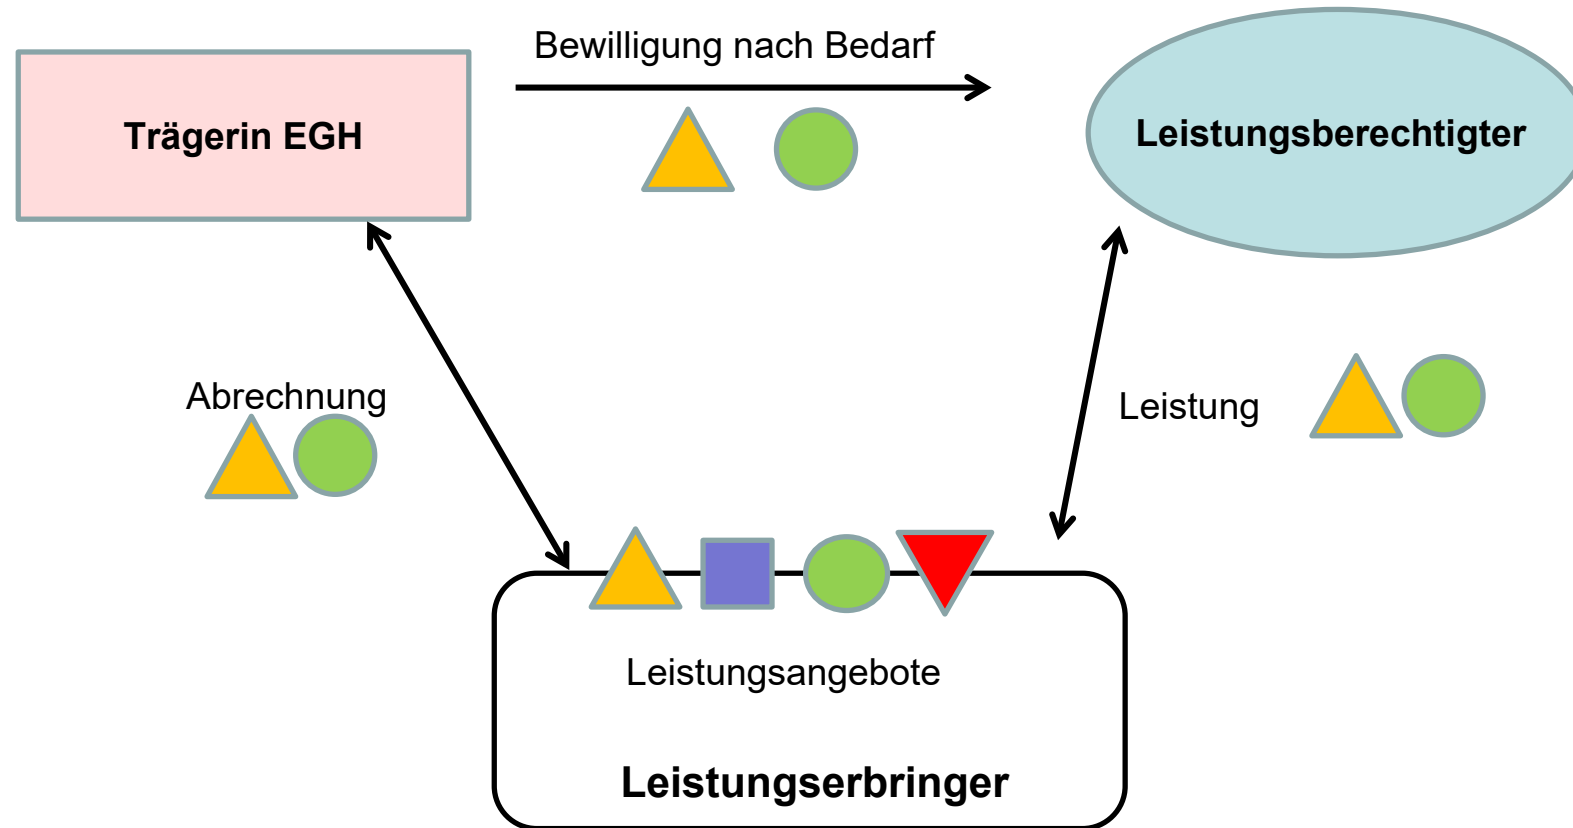 Bewilligung nach Bedarf
Trägerin EGH
Leistungsberechtigter
Abrechnung
Leistung
Leistungsangebote
Leistungserbringer